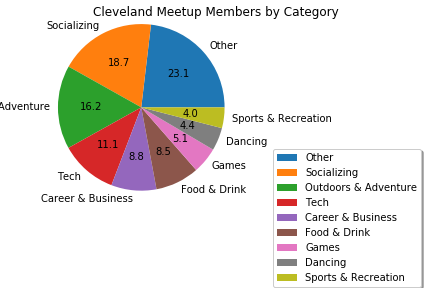 Cleveland Meetup Members by Category
Socializing
Other
18.7
23.1
Adventure
16.2
4.0
Sports & Recreation
4.4
Dancing
11.1
8.8
8.5
5.1
Games
Tech
Food & Drink
Career & Business
Other
Socializing
Outdoors & Adventure
Tech
Career & Business
Food & Drink
Games
Dancing
Sports & Recreation